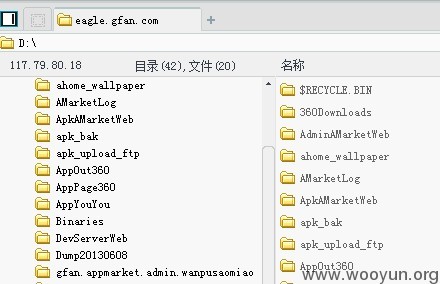 eagle.gfan.com
D:\
117.79.80.18 目录(42),文件(20) 名称
ahome_wallpaper
AMarketLog
ApkAMarketWeb
apk_bak
apk_upload_ftp
AppOut360
AppPage360
AppYouYou
Binaries
DevServerWeb
Dump20130608
gfan.appmarket.admin.wanpusaomiao
$RECYCLE.BIN
360Downloads
AdminAMarketWeb
ahome_wallpaper
AMarketLog
ApkAMarketWeb
apk_bak
apk_upload_ftp
AppOut360
www.wooyun.org